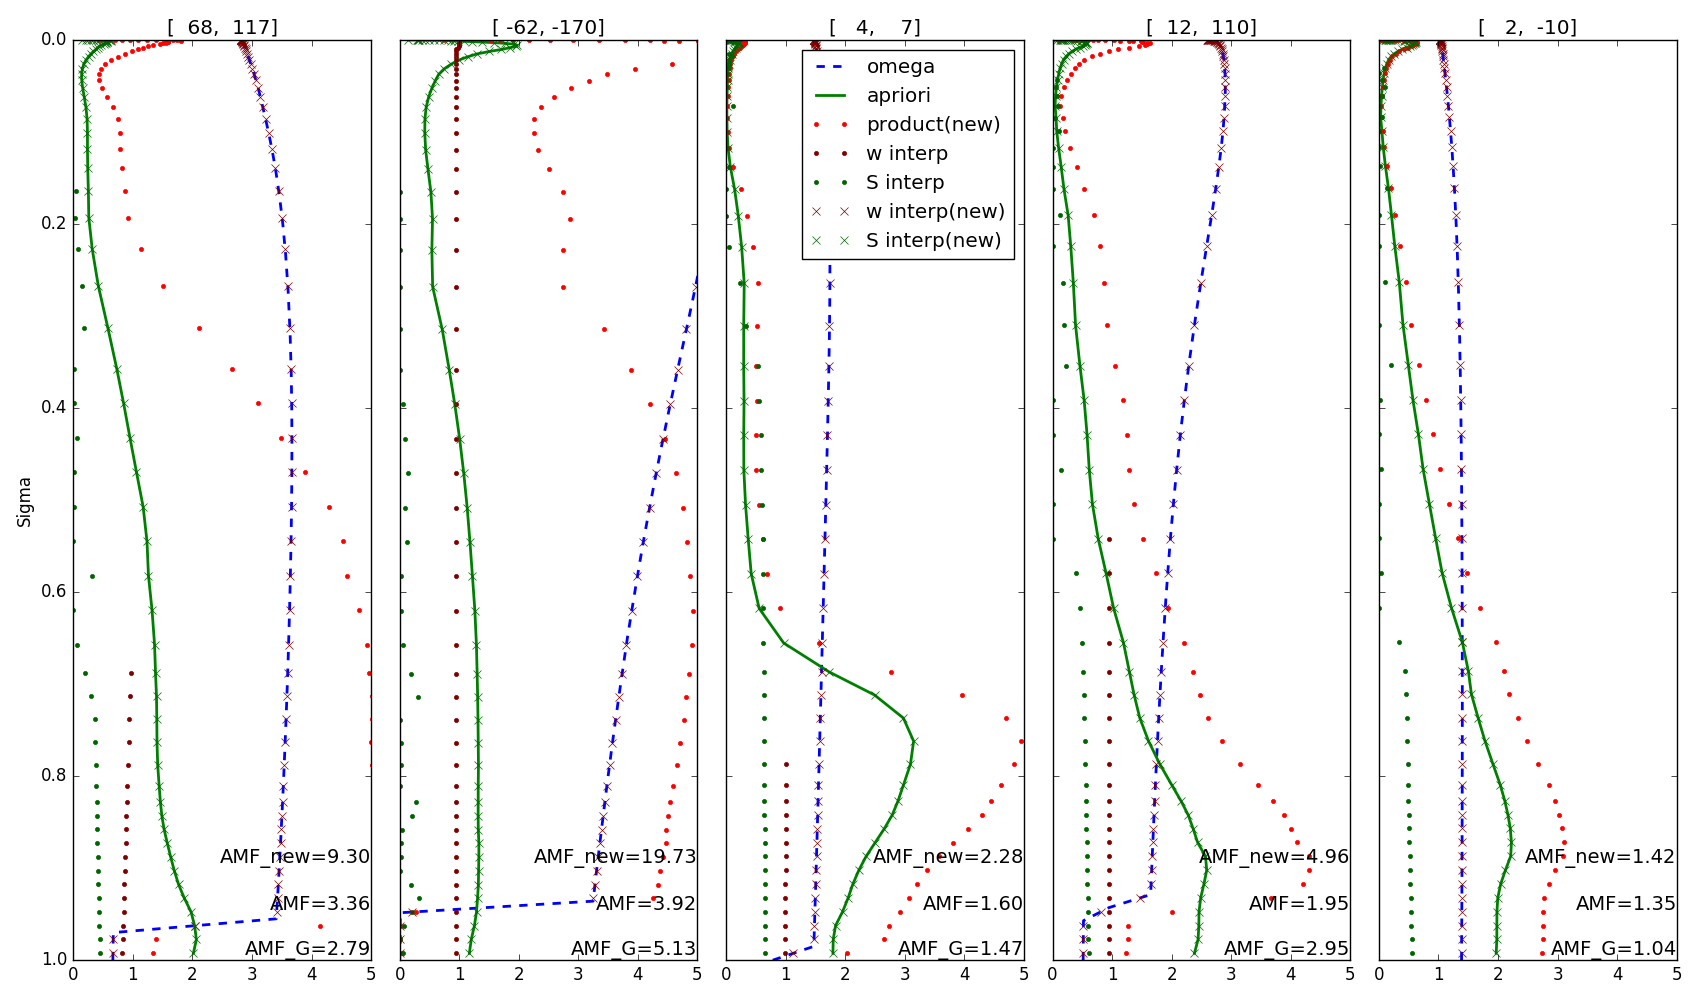 [ 68, 117]
[ -62, -170]
[ 4, 7]
[ 12, 110]
[ 2, -10]
omega
apriori
product(new)
w interp
S interp
w interp(new)
S interp(new)
Sigma
0.0
0.2
0.4
0.6
0.8
1.0
AMF_new=9.30
AMF=3.36
AMF_G=2.79
AMF_new=19.73
AMF=3.92
AMF_G=5.13
AMF_new=2.28
AMF=1.60
AMF_G=1.47
AMF_new=4.96
AMF=1.95
AMF_G=2.95
AMF_new=1.42
AMF=1.35
AMF_G=1.04
0 1 2 3 4 5
0 1 2 3 4 5
0 1 2 3 4 5
0 1 2 3 4 5
0 1 2 3 4 5